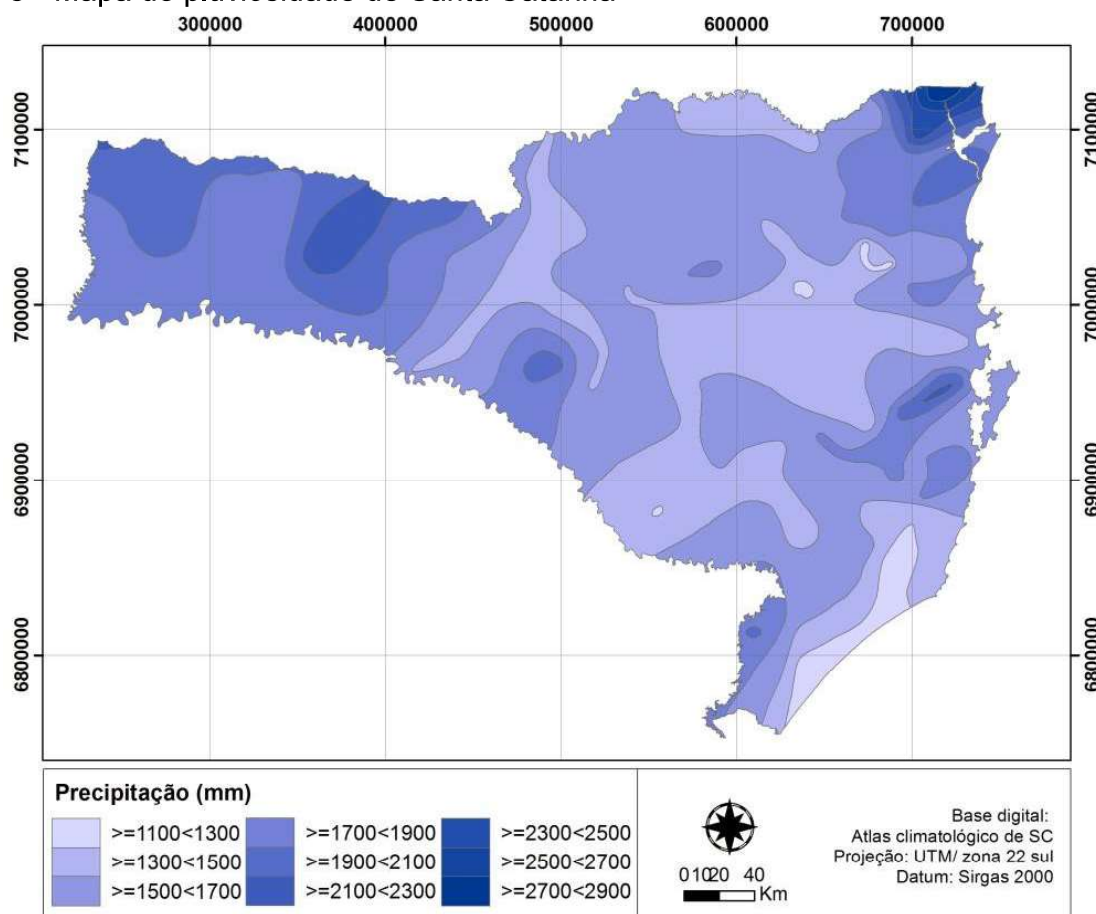 300000 400000 500000 600000 700000
7100000 7100000
7000000 7000000
6900000 6900000
6800000 6800000
Precipitação (mm)
>=1100<1300 >=1700<1900 >=2300<2500
>=1300<1500 >=1900<2100 >=2500<2700
>=1500<1700 >=2100<2300 >=2700<2900
0 10 20 40
Km
Base digital:
Atlas climatológico de SC
Projeção: UTM/ zona 22 sul
Datum: Sirgas 2000